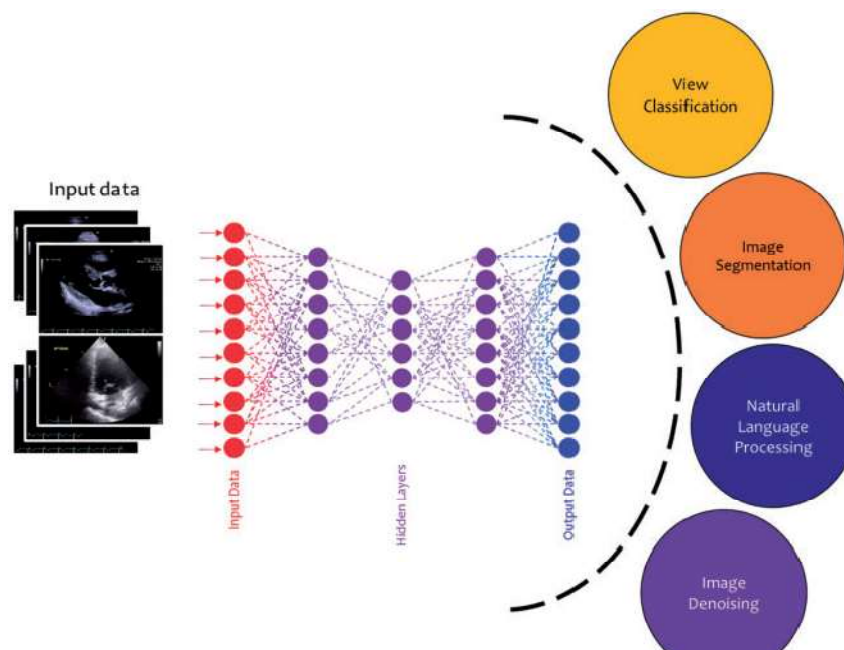 Input data
Input Data
Hidden Layers
Output Data
View
Classification
Image
Segmentation
Natural
Language
Processing
Image
Denoising